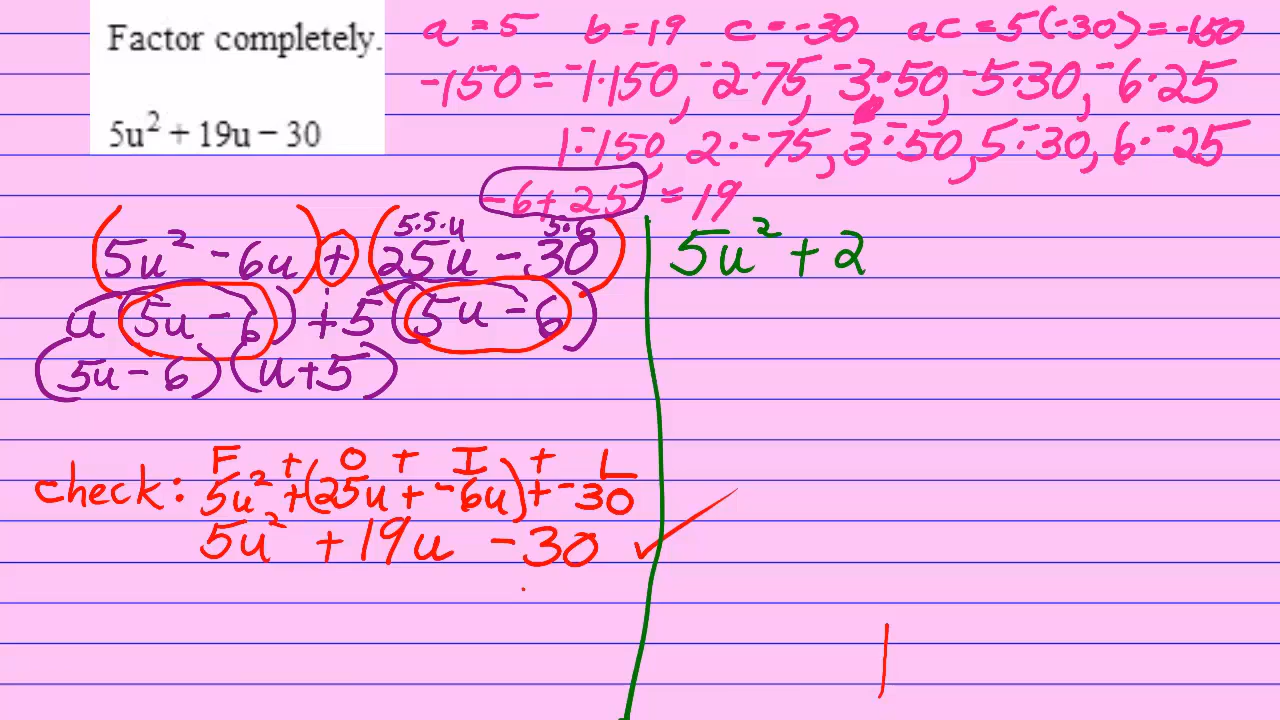 Factor completely.
5u² + 19u − 30
a = 5 b = 19 c = -30 ac = 5(-30) = -150
-150 = -1·150, -2·75, -3·50, -5·30, -6·25
1·-150, 2·-75, 3·-50, 5·-30, 6·-25
-6 + 25 = 19
5·5·u 5·6
(5u² - 6u) + (25u - 30)
u(5u - 6) + 5(5u - 6)
(5u - 6)(u + 5)
F + O + I + L
check: 5u² + (25u + -6u) + -30
5u² + 19u - 30 ✓
5u² + 2